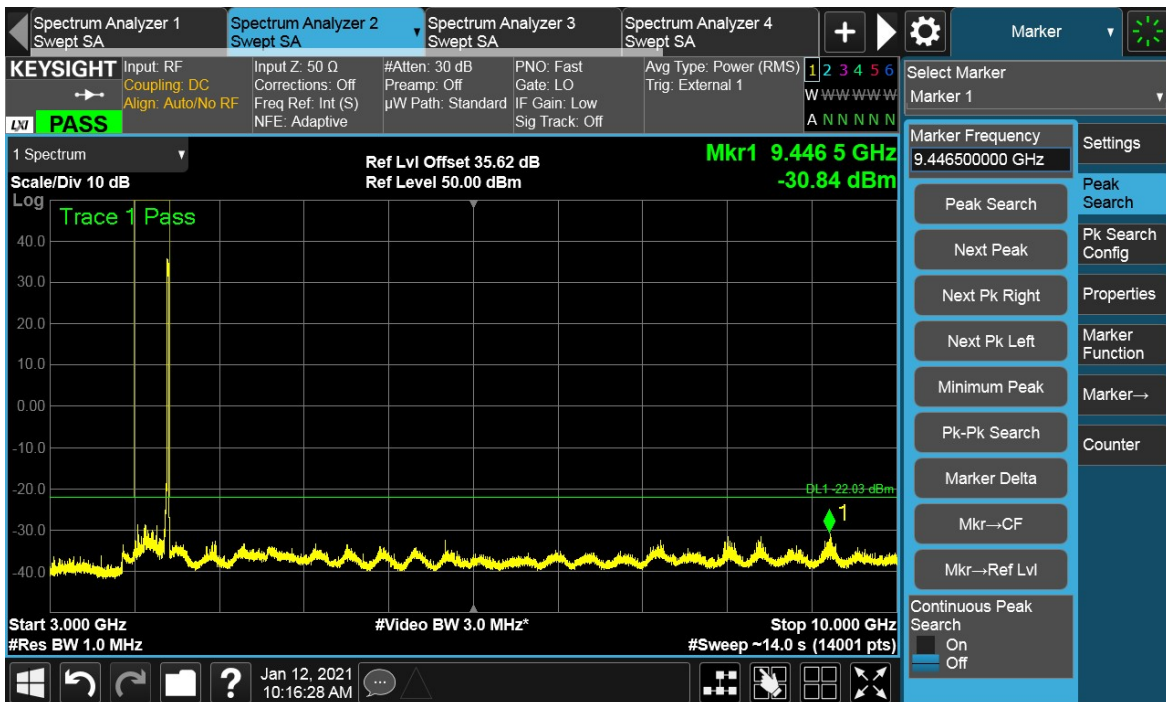 Spectrum Analyzer 1
Swept SA
Spectrum Analyzer 2
Swept SA
Spectrum Analyzer 3
Swept SA
Spectrum Analyzer 4
Swept SA
+
Marker
KEYSIGHT
LXI PASS
Input: RF
Coupling: DC
Align: Auto/No RF
Input Z: 50 Ω
Corrections: Off
Freq Ref: Int (S)
NFE: Adaptive
#Atten: 30 dB
Preamp: Off
µW Path: Standard
PNO: Fast
Gate: LO
IF Gain: Low
Sig Track: Off
Avg Type: Power (RMS)
Trig: External 1
1 2 3 4 5 6
W W W W W W
A N N N N N
Select Marker
Marker 1
1 Spectrum
Scale/Div 10 dB
Log
Ref Lvl Offset 35.62 dB
Ref Level 50.00 dBm
Mkr1 9.446 5 GHz
-30.84 dBm
Trace 1 Pass
40.0
30.0
20.0
10.0
0.00
-10.0
-20.0
-30.0
-40.0
DL1 -22.03 dBm
1
Start 3.000 GHz
#Res BW 1.0 MHz
#Video BW 3.0 MHz*
Stop 10.000 GHz
#Sweep ~14.0 s (14001 pts)
Marker Frequency
9.446500000 GHz
Peak Search
Next Peak
Next Pk Right
Next Pk Left
Minimum Peak
Pk-Pk Search
Marker Delta
Mkr→CF
Mkr→Ref Lvl
Continuous Peak
Search
On
Off
Settings
Peak
Search
Pk Search
Config
Properties
Marker
Function
Marker→
Counter
?
Jan 12, 2021
10:16:28 AM